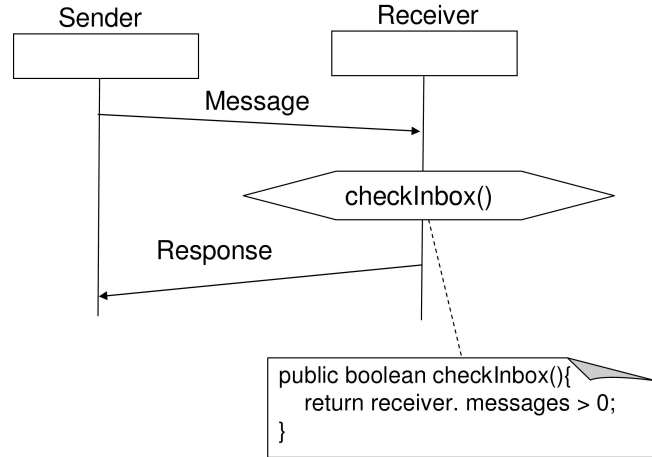 Sender
Receiver
Message
checkInbox()
Response
public boolean checkInbox(){
return receiver. messages > 0;
}